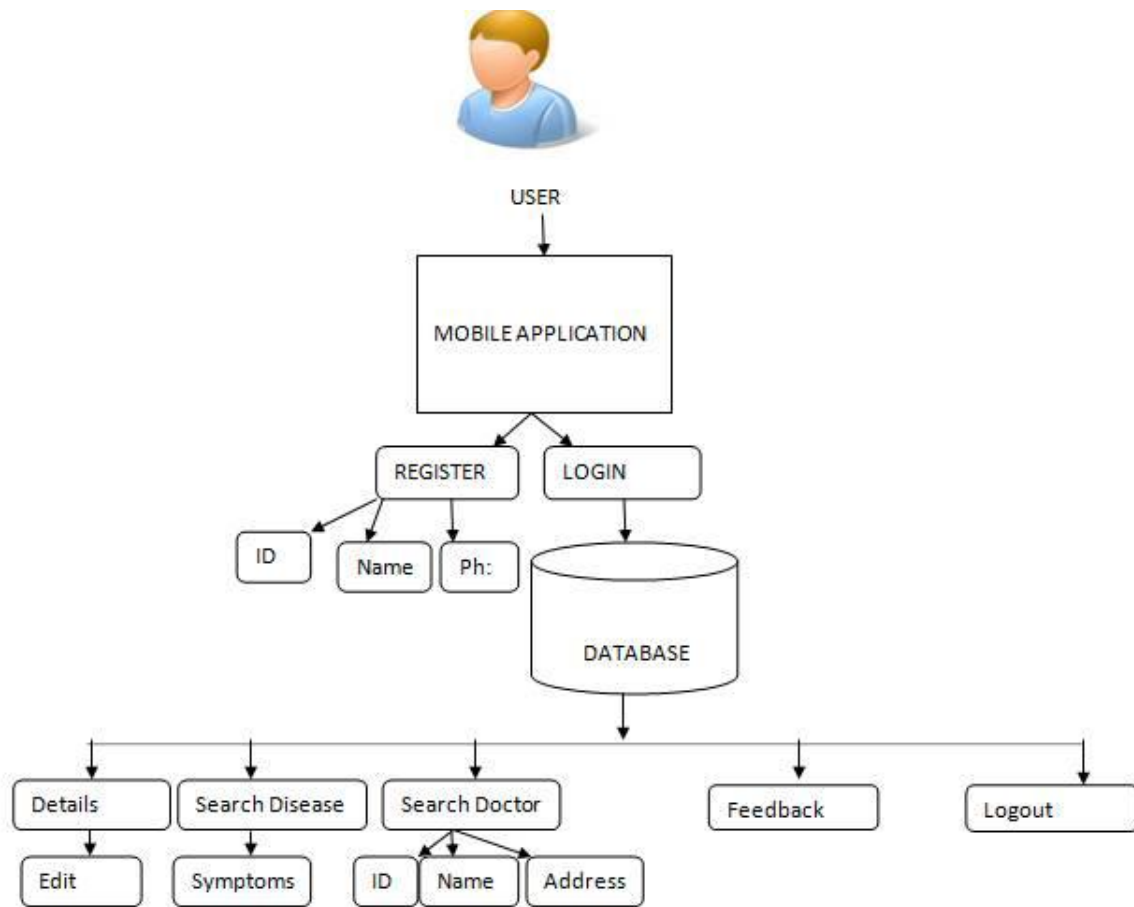 USER
MOBILE APPLICATION
REGISTER
LOGIN
ID
Name
Ph:
DATABASE
Details
Search Disease
Search Doctor
Feedback
Logout
Edit
Symptoms
ID
Name
Address